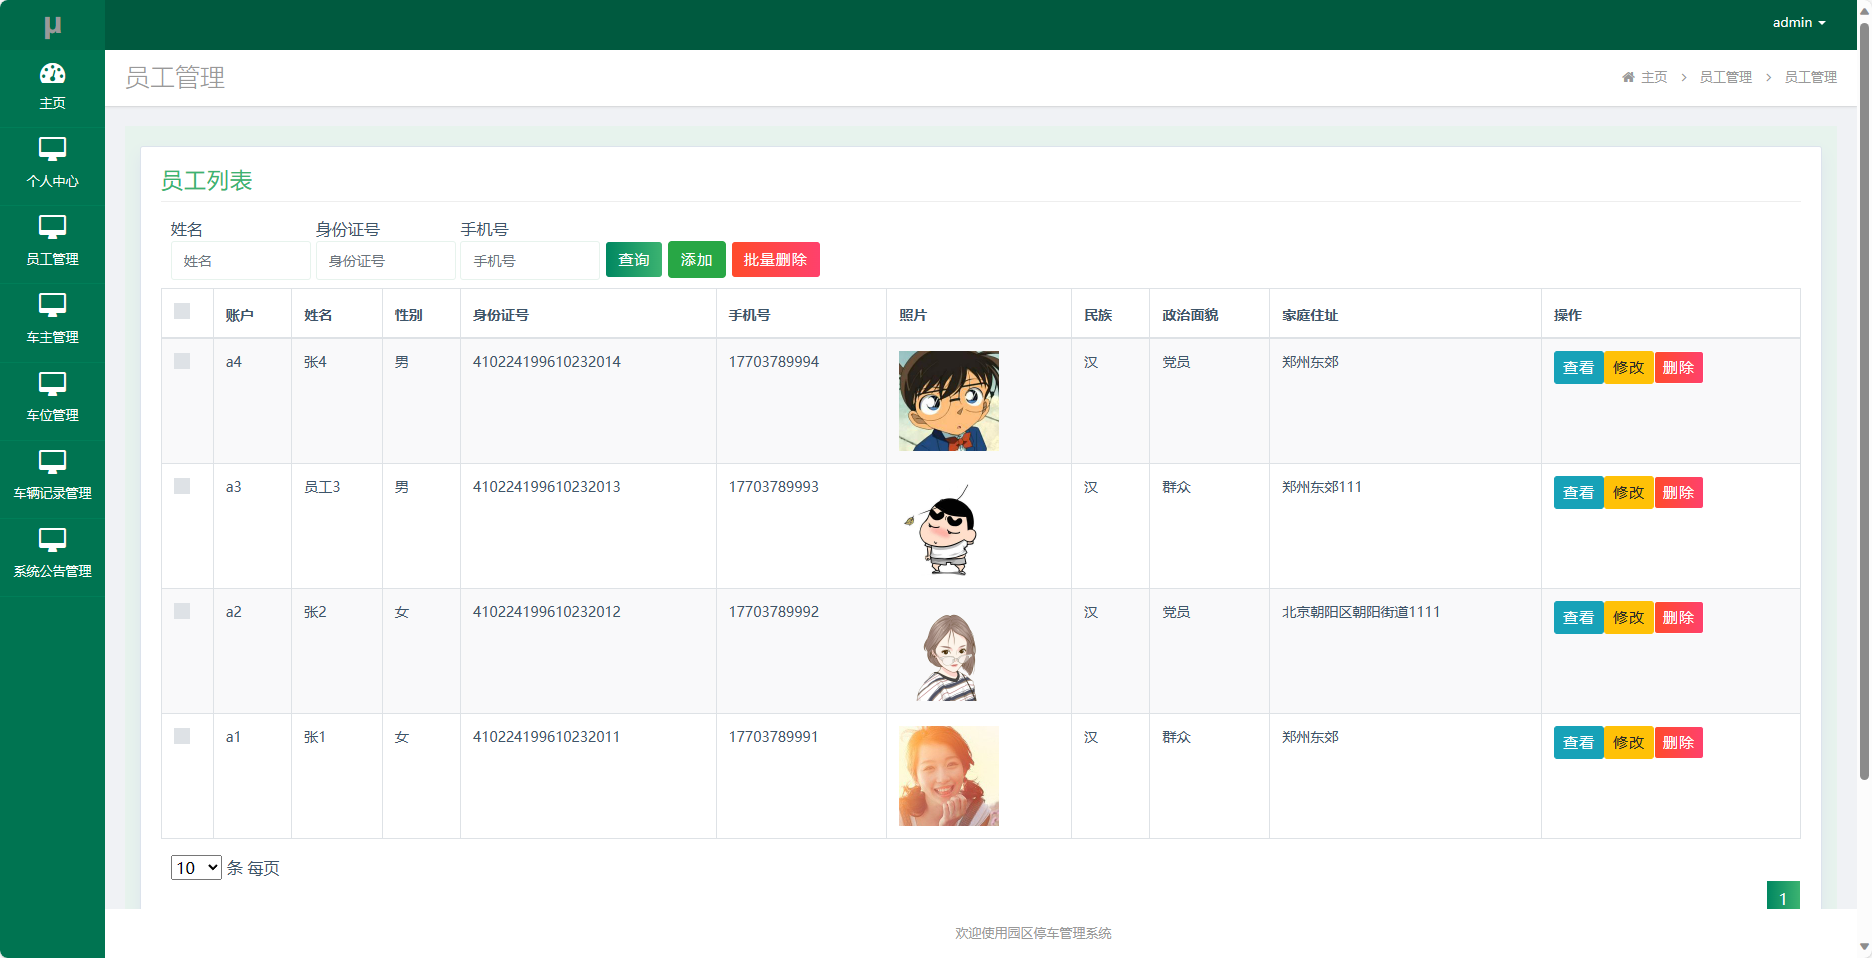 μ
admin
主页
个人中心
员工管理
车主管理
车位管理
车辆记录管理
系统公告管理
员工管理
主页 > 员工管理 > 员工管理
员工列表
姓名 身份证号 手机号
姓名 身份证号 手机号 查询 添加 批量删除
账户 姓名 性别 身份证号 手机号 照片 民族 政治面貌 家庭住址 操作
a4 张4 男 410224199610232014 17703789994 汉 党员 郑州东郊 查看 修改 删除
a3 员工3 男 410224199610232013 17703789993 汉 群众 郑州东郊111 查看 修改 删除
a2 张2 女 410224199610232012 17703789992 汉 党员 北京朝阳区朝阳街道1111 查看 修改 删除
a1 张1 女 410224199610232011 17703789991 汉 群众 郑州东郊 查看 修改 删除
10 条 每页
1
欢迎使用园区停车管理系统